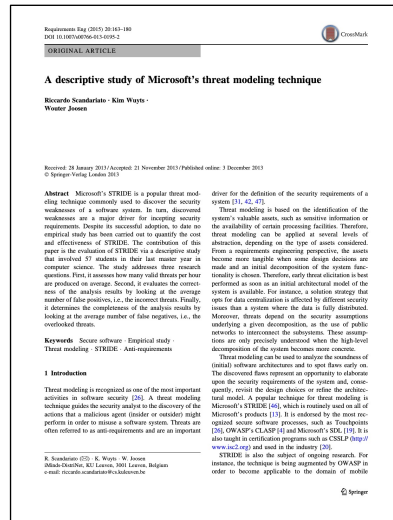 Requirements Eng (2015) 20:163–180
DOI 10.1007/s00766-013-0195-2
CrossMark
ORIGINAL ARTICLE
A descriptive study of Microsoft's threat modeling technique
Riccardo Scandariato · Kim Wuyts ·
Wouter Joosen
Received: 28 January 2013 / Accepted: 21 November 2013 / Published online: 3 December 2013
© Springer-Verlag London 2013
Abstract Microsoft's STRIDE is a popular threat mod-
eling technique commonly used to discover the security
weaknesses of a software system. In turn, discovered
weaknesses are a major driver for incepting security
requirements. Despite its successful adoption, to date no
empirical study has been carried out to quantify the cost
and effectiveness of STRIDE. The contribution of this
paper is the evaluation of STRIDE via a descriptive study
that involved 57 students in their last master year in
computer science. The study addresses three research
questions. First, it assesses how many valid threats per hour
are produced on average. Second, it evaluates the correct-
ness of the analysis results by looking at the average
number of false positives, i.e., the incorrect threats. Finally,
it determines the completeness of the analysis results by
looking at the average number of false negatives, i.e., the
overlooked threats.
Keywords Secure software · Empirical study ·
Threat modeling · STRIDE · Anti-requirements
1 Introduction
Threat modeling is recognized as one of the most important
activities in software security [26]. A threat modeling
technique guides the security analyst to the discovery of the
actions that a malicious agent (insider or outsider) might
perform in order to misuse a software system. Threats are
often referred to as anti-requirements and are an important
R. Scandariato (✉) · K. Wuyts · W. Joosen
iMinds-DistriNet, KU Leuven, 3001 Leuven, Belgium
e-mail: riccardo.scandariato@cs.kuleuven.be
driver for the definition of the security requirements of a
system [31, 42, 47].
Threat modeling is based on the identification of the
system's valuable assets, such as sensitive information or
the availability of certain processing facilities. Therefore,
threat modeling can be applied at several levels of
abstraction, depending on the type of assets considered.
From a requirements engineering perspective, the assets
become more tangible when some design decisions are
made and an initial decomposition of the system func-
tionality is chosen. Therefore, early threat elicitation is best
performed as soon as an initial architectural model of the
system is available. For instance, a solution strategy that
opts for data centralization is affected by different security
issues than a system where the data is fully distributed.
Moreover, threats depend on the security assumptions
underlying a given decomposition, as the use of public
networks to interconnect the subsystems. These assump-
tions are only precisely understood when the high-level
decomposition of the system becomes more concrete.
Threat modeling can be used to analyze the soundness of
(initial) software architectures and to spot flaws early on.
The discovered flaws represent an opportunity to elaborate
upon the security requirements of the system and, conse-
quently, revisit the design choices or refine the architec-
tural model. A popular technique for threat modeling is
Microsoft's STRIDE [46], which is routinely used on all of
Microsoft's products [13]. It is endorsed by the most rec-
ognized secure software processes, such as Touchpoints
[26], OWASP's CLASP [4] and Microsoft's SDL [19]. It is
also taught in certification programs such as CSSLP (http://
www.isc2.org) and used in the industry [20].
STRIDE is also the subject of ongoing research. For
instance, the technique is being augmented by OWASP in
order to become applicable to the domain of mobile
Springer